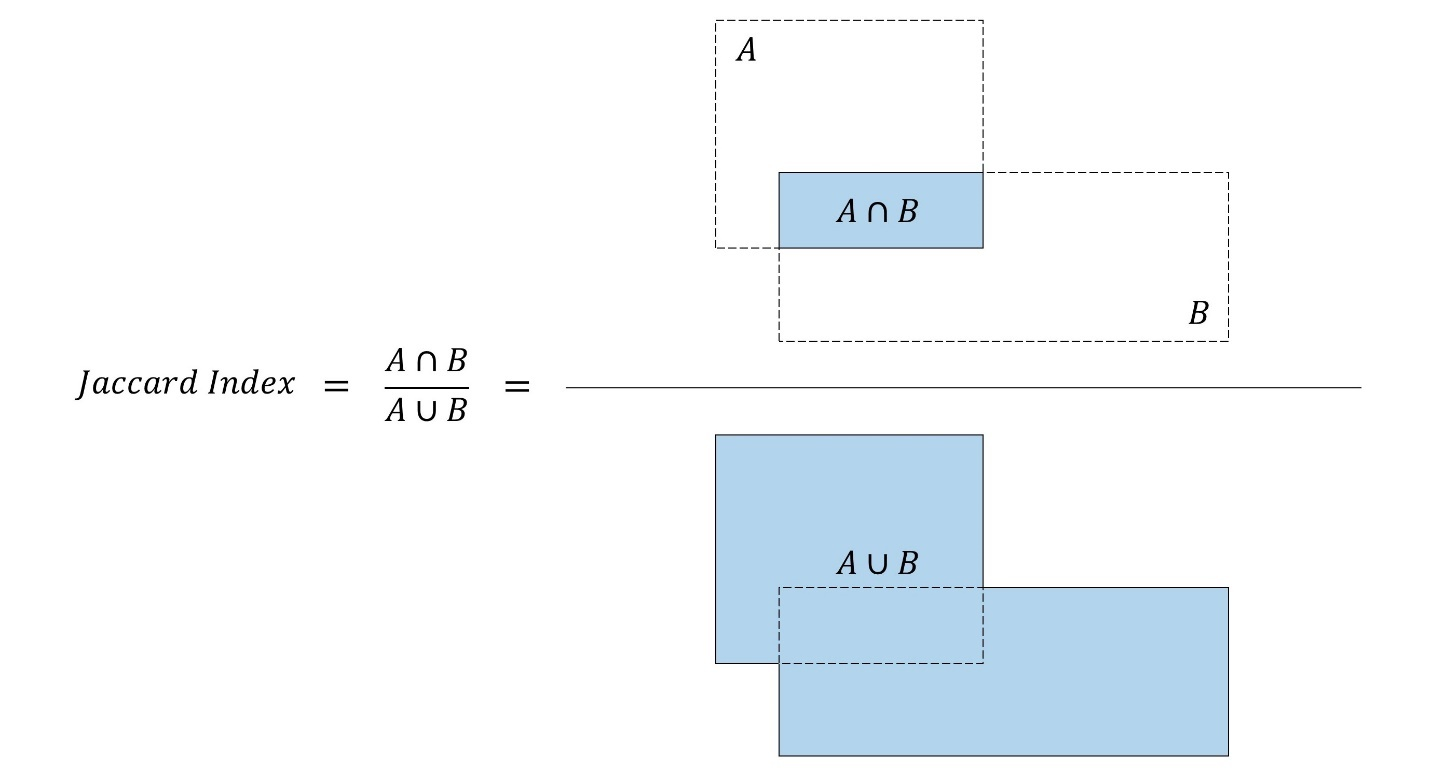 A
A ∩ B
B
Jaccard Index = A ∩ B / A ∪ B =
A ∪ B